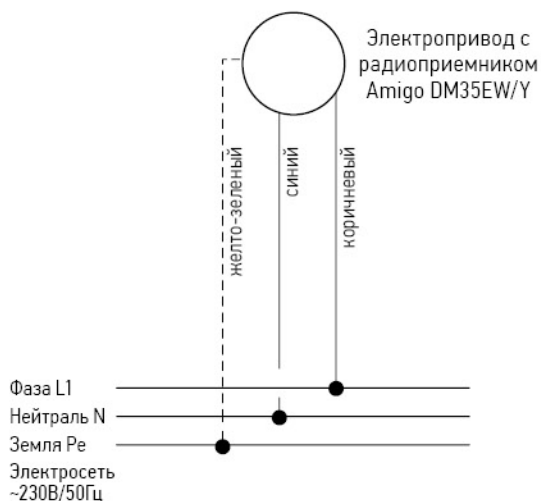 Электропривод с
радиоприемником
Amigo DM35EW/Y
желто-зеленый
синий
коричневый
Фаза L1
Нейтраль N
Земля Pe
Электросеть
~230В/50Гц